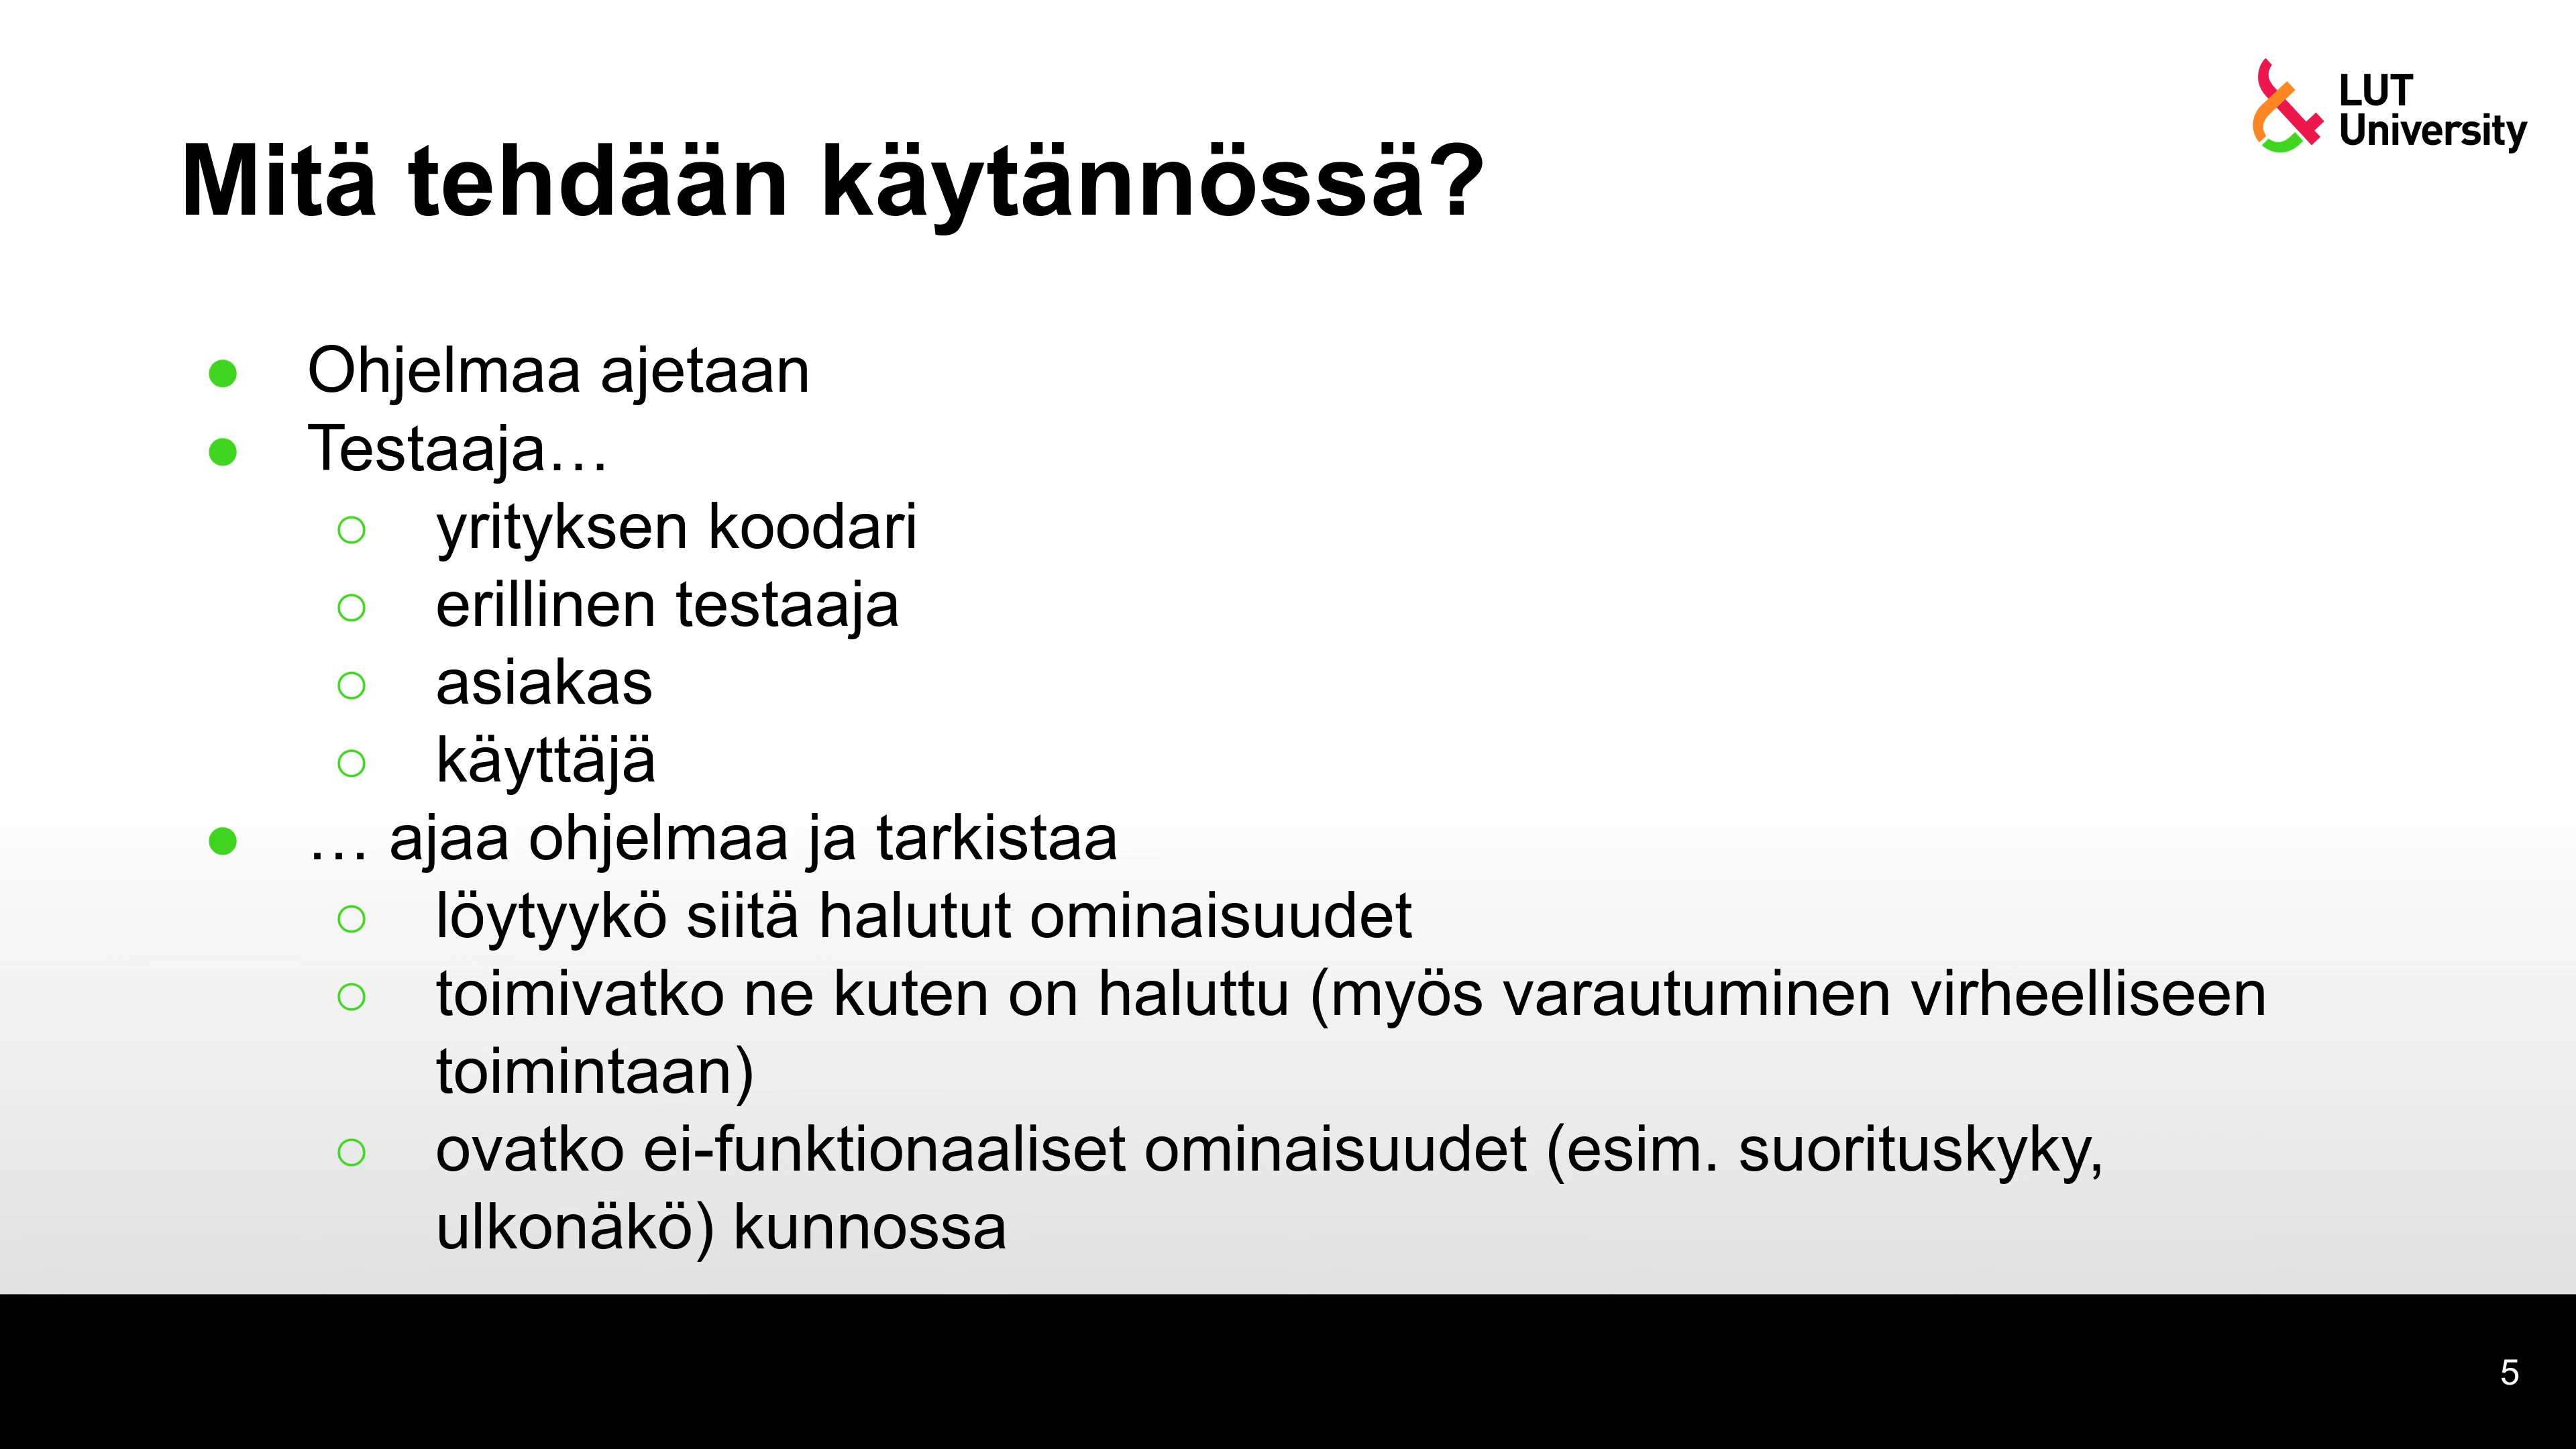 LUT
University
Mitä tehdään käytännössä?
● Ohjelmaa ajetaan
● Testaaja…
○ yrityksen koodari
○ erillinen testaaja
○ asiakas
○ käyttäjä
● … ajaa ohjelmaa ja tarkistaa
○ löytyykö siitä halutut ominaisuudet
○ toimivatko ne kuten on haluttu (myös varautuminen virheelliseen
toimintaan)
○ ovatko ei-funktionaaliset ominaisuudet (esim. suorituskyky,
ulkonäkö) kunnossa
5